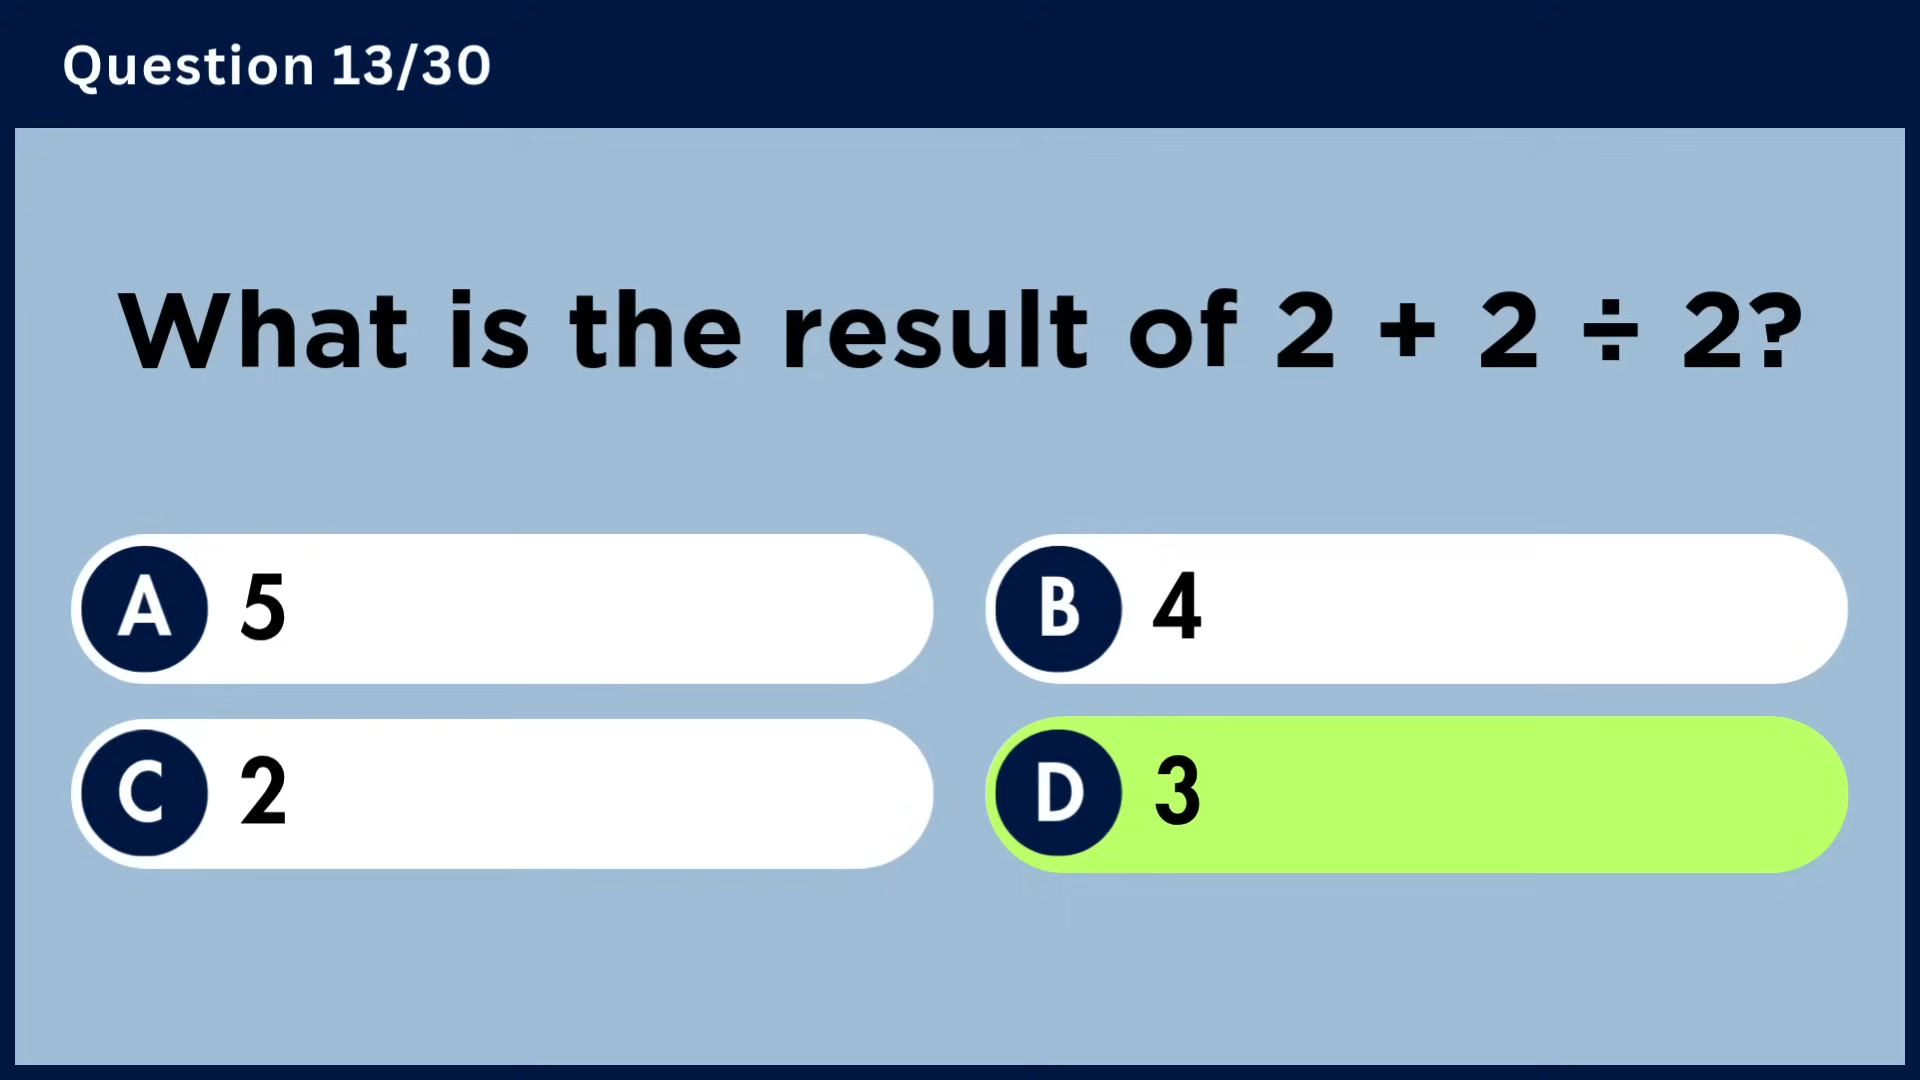 Question 13/30
What is the result of 2 + 2 ÷ 2?
A 5
B 4
C 2
D 3